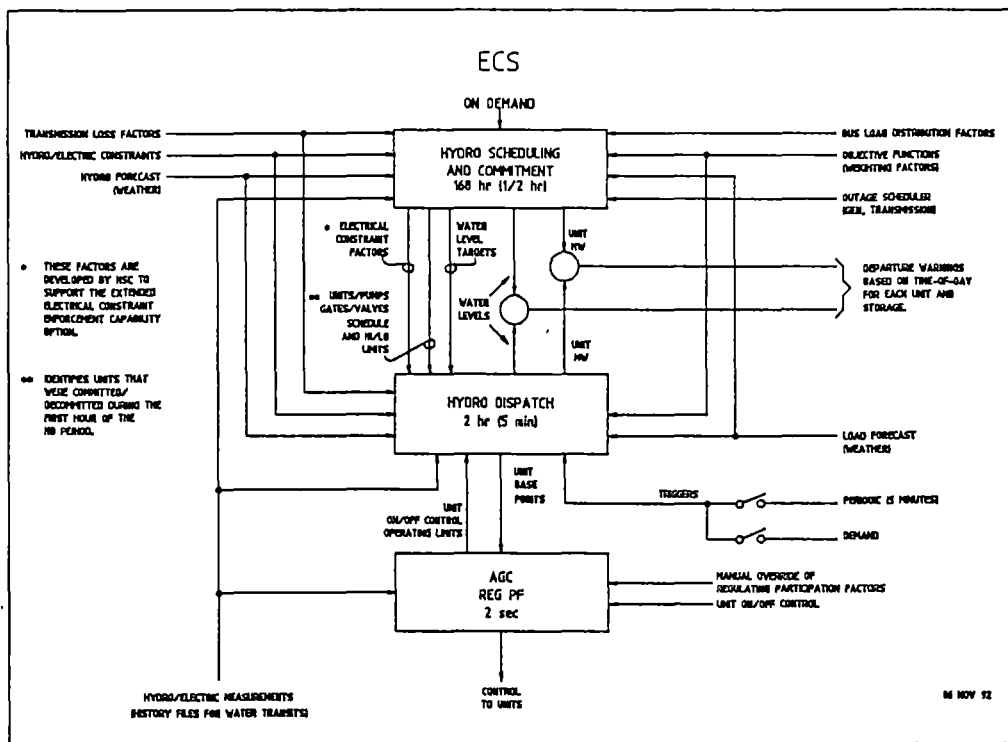 ECS
ON DEMAND
TRANSMISSION LOSS FACTORS
HYDRO/ELECTRIC CONSTRAINTS
HYDRO FORECAST
(WEATHER)
HYDRO SCHEDULING
AND COMMITMENT
168 hr (1/2 hr)
BUS LOAD DISTRIBUTION FACTORS
OBJECTIVE FUNCTIONS
(WEIGHTING FACTORS)
OUTAGE SCHEDULER
(GEN, TRANSMISSION)
* ELECTRICAL
CONSTRAINT
FACTORS
WATER
LEVEL
TARGETS
UNIT
MW
* THESE FACTORS ARE
DEVELOPED BY HSC TO
SUPPORT THE EXTENDED
ELECTRICAL CONSTRAINT
ENFORCEMENT CAPABILITY
OPTION.
** UNITS/PUMPS
GATES/VALVES
SCHEDULE
AND HI/LO
LIMITS
WATER
LEVELS
UNIT
MW
DEPARTURE WARNINGS
BASED ON TIME-OF-DAY
FOR EACH UNIT AND
STORAGE.
** IDENTIFIES UNITS THAT
WERE COMMITTED/
DECOMMITTED DURING THE
FIRST HOUR OF THE
PERIOD.
HYDRO DISPATCH
2 hr (5 min)
LOAD FORECAST
(WEATHER)
UNIT
ON/OFF CONTROL
OPERATING LIMITS
UNIT
BASE
POINTS
TRIGGERS
PERIODIC (5 MINUTES)
DEMAND
AGC
REG PF
2 sec
MANUAL OVERRIDE OF
REGULATING PARTICIPATION FACTORS
UNIT ON/OFF CONTROL
HYDRO/ELECTRIC MEASUREMENTS
(HISTORY FILES FOR WATER TRANSITS)
CONTROL
TO UNITS
06 NOV 92